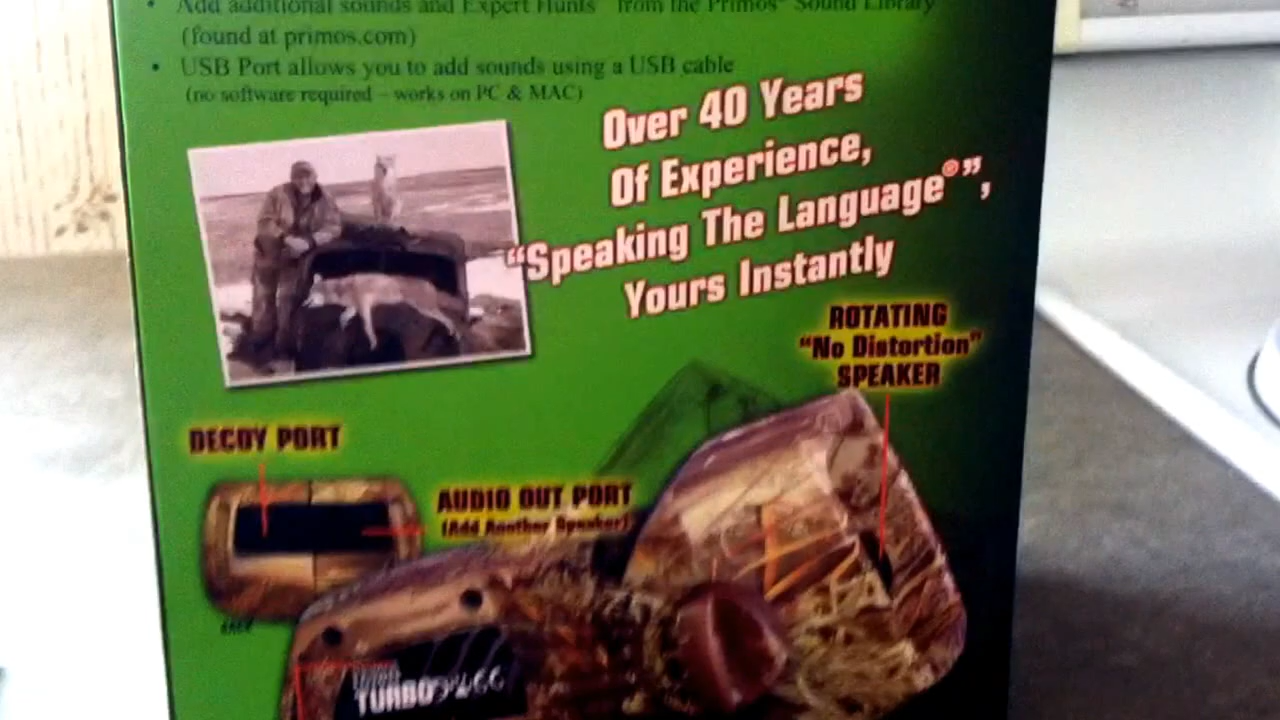 • Add additional sounds and Expert Hunts™ from the Primos® Sound Library
(found at primos.com)
• USB Port allows you to add sounds using a USB cable
(no software required – works on PC & MAC)
Over 40 Years
Of Experience,
“Speaking The Language®”,
Yours Instantly
ROTATING
“No Distortion”
SPEAKER
DECOY PORT
AUDIO OUT PORT
(Add Another Speaker)
BACK
TURBO